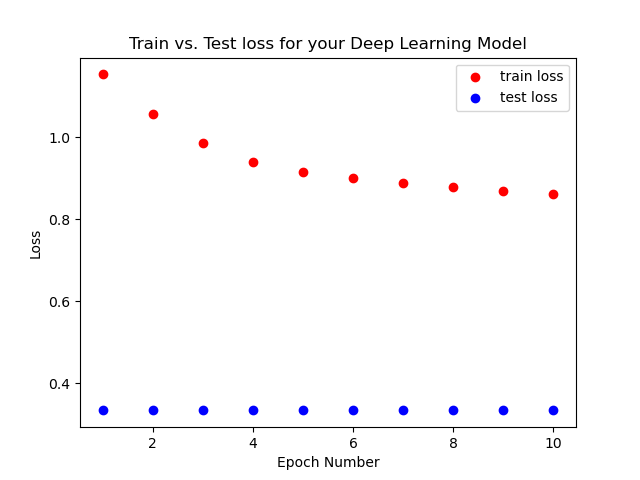 Train vs. Test loss for your Deep Learning Model
train loss
test loss
1.0
0.8
0.6
0.4
Loss
2 4 6 8 10
Epoch Number